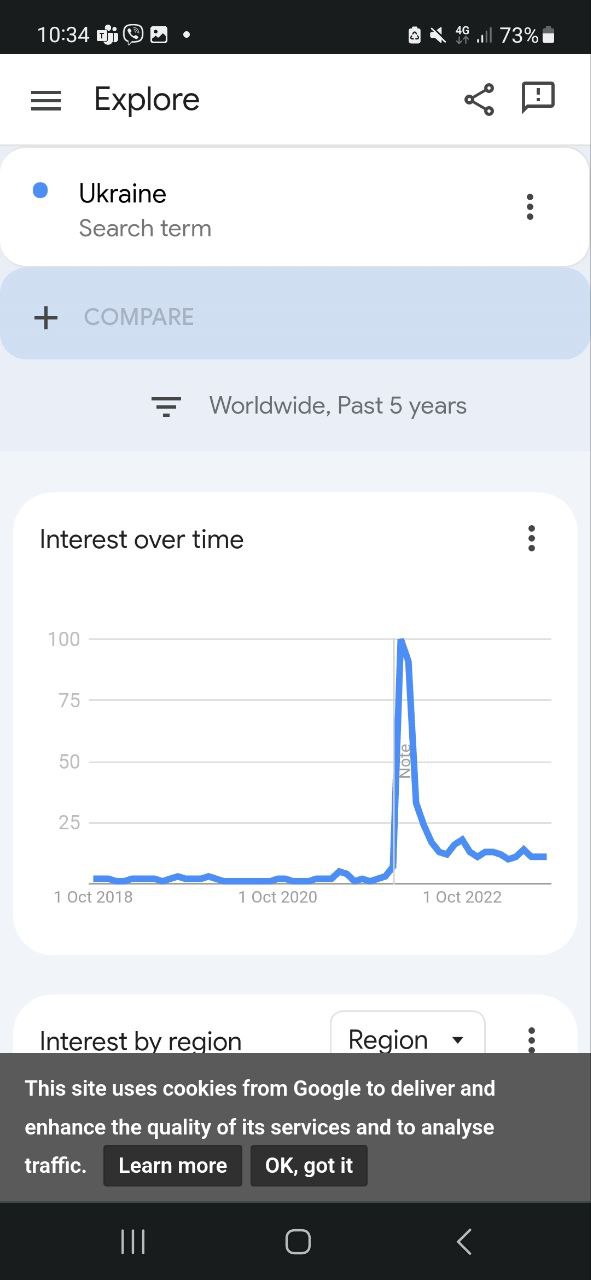 10:34
4G 73%
Explore
Ukraine
Search term
+ COMPARE
Worldwide, Past 5 years
Interest over time
100
75
50
25
Note
1 Oct 2018 1 Oct 2020 1 Oct 2022
Interest by region Region
This site uses cookies from Google to deliver and
enhance the quality of its services and to analyse
traffic. Learn more OK, got it